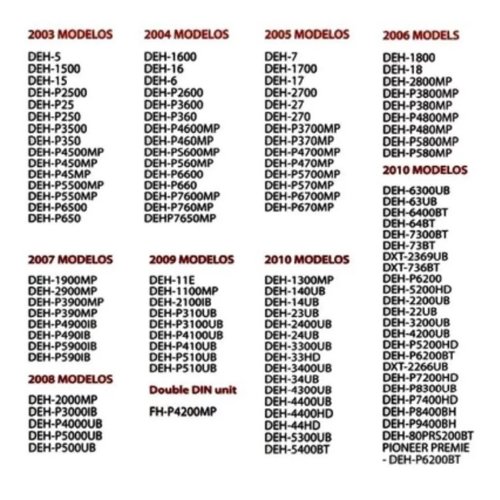 2003 MODELOS
DEH-5
DEH-1500
DEH-15
DEH-P2500
DEH-P25
DEH-P250
DEH-P3500
DEH-P350
DEH-P4500MP
DEH-P450MP
DEH-P45MP
DEH-P5500MP
DEH-P550MP
DEH-P6500
DEH-P650
2004 MODELOS
DEH-1600
DEH-16
DEH-6
DEH-P2600
DEH-P3600
DEH-P360
DEH-P4600MP
DEH-P460MP
DEH-P5600MP
DEH-P560MP
DEH-P6600
DEH-P660
DEH-P7600MP
DEH-P760MP
DEHP7650MP
2005 MODELOS
DEH-7
DEH-1700
DEH-17
DEH-2700
DEH-27
DEH-270
DEH-P3700MP
DEH-P370MP
DEH-P4700MP
DEH-P470MP
DEH-P5700MP
DEH-P570MP
DEH-P6700MP
DEH-P670MP
2006 MODELS
DEH-1800
DEH-18
DEH-2800MP
DEH-P3800MP
DEH-P380MP
DEH-P4800MP
DEH-P480MP
DEH-P5800MP
DEH-P580MP
2010 MODELOS
DEH-6300UB
DEH-63UB
DEH-6400BT
DEH-64BT
DEH-7300BT
DEH-73BT
DXT-2369UB
DXT-736BT
DEH-P6200
DEH-5200HD
DEH-2200UB
DEH-22UB
DEH-3200UB
DEH-4200UB
DEH-P5200HD
DEH-P6200BT
DXT-2266UB
DEH-P7200HD
DEH-P8300UB
DEH-P7400HD
DEH-P8400BH
DEH-P9400BH
DEH-80PRS200BT
PIONEER PREMIE
- DEH-P6200BT
2007 MODELOS
DEH-1900MP
DEH-2900MP
DEH-P3900MP
DEH-P390MP
DEH-P4900IB
DEH-P490IB
DEH-P5900IB
DEH-P590IB
2008 MODELOS
DEH-2000MP
DEH-P3000IB
DEH-P4000UB
DEH-P5000UB
DEH-P500UB
2009 MODELOS
DEH-11E
DEH-1100MP
DEH-2100IB
DEH-P310UB
DEH-P3100UB
DEH-P4100UB
DEH-P410UB
DEH-P510UB
DEH-P510UB
Double DIN unit
FH-P4200MP
2010 MODELOS
DEH-1300MP
DEH-140UB
DEH-14UB
DEH-23UB
DEH-2400UB
DEH-24UB
DEH-3300UB
DEH-33HD
DEH-3400UB
DEH-34UB
DEH-4300UB
DEH-4400UB
DEH-4400HD
DEH-44HD
DEH-5300UB
DEH-5400BT